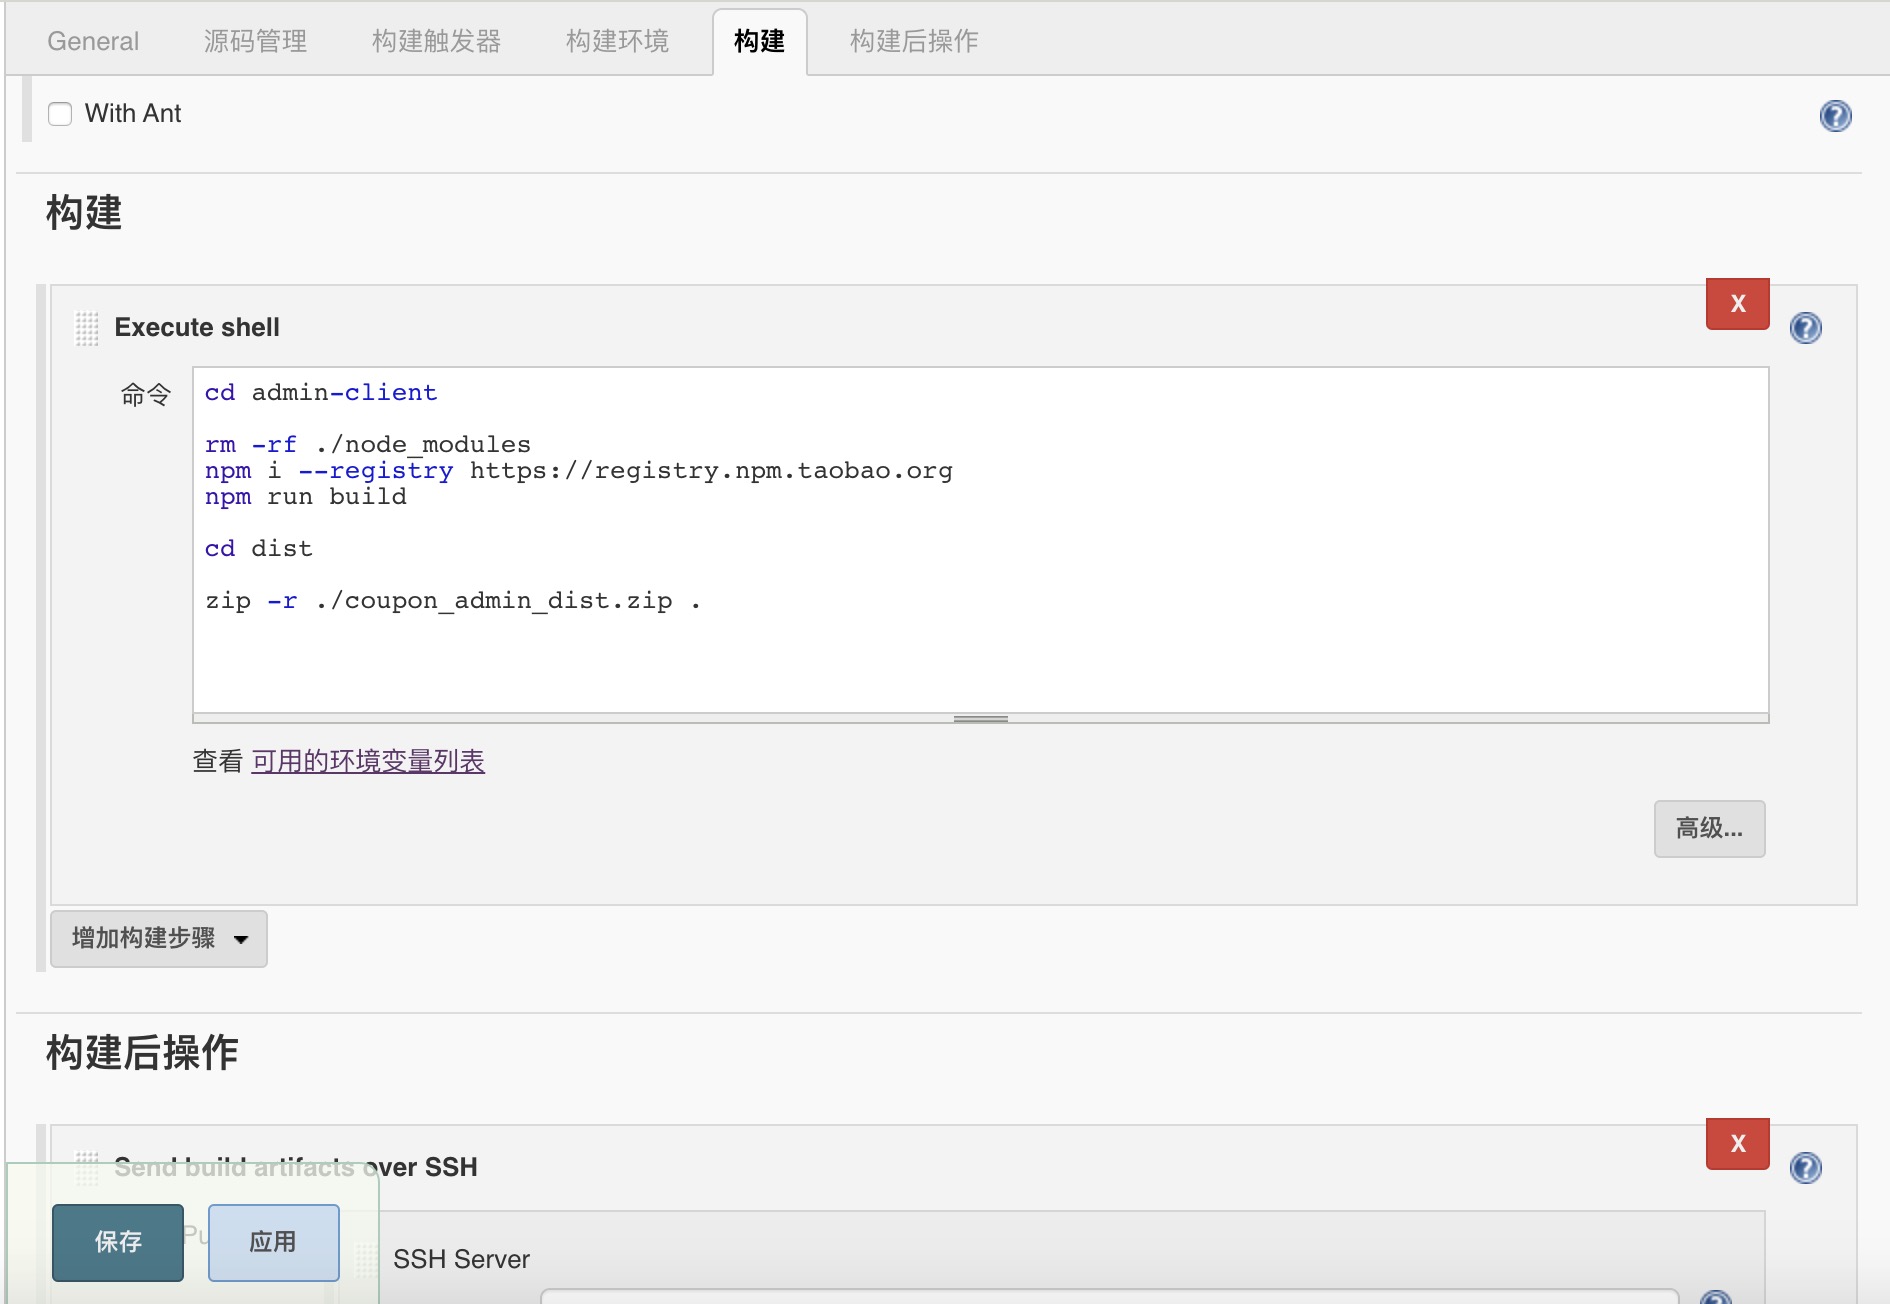 General 源码管理 构建触发器 构建环境 构建 构建后操作
With Ant
构建
X
Execute shell
命令
cd admin-client
rm -rf ./node_modules
npm i --registry https://registry.npm.taobao.org
npm run build
cd dist
zip -r ./coupon_admin_dist.zip .
查看 可用的环境变量列表
高级...
增加构建步骤
构建后操作
X
Send build artifacts over SSH
保存 Pu 应用
SSH Server